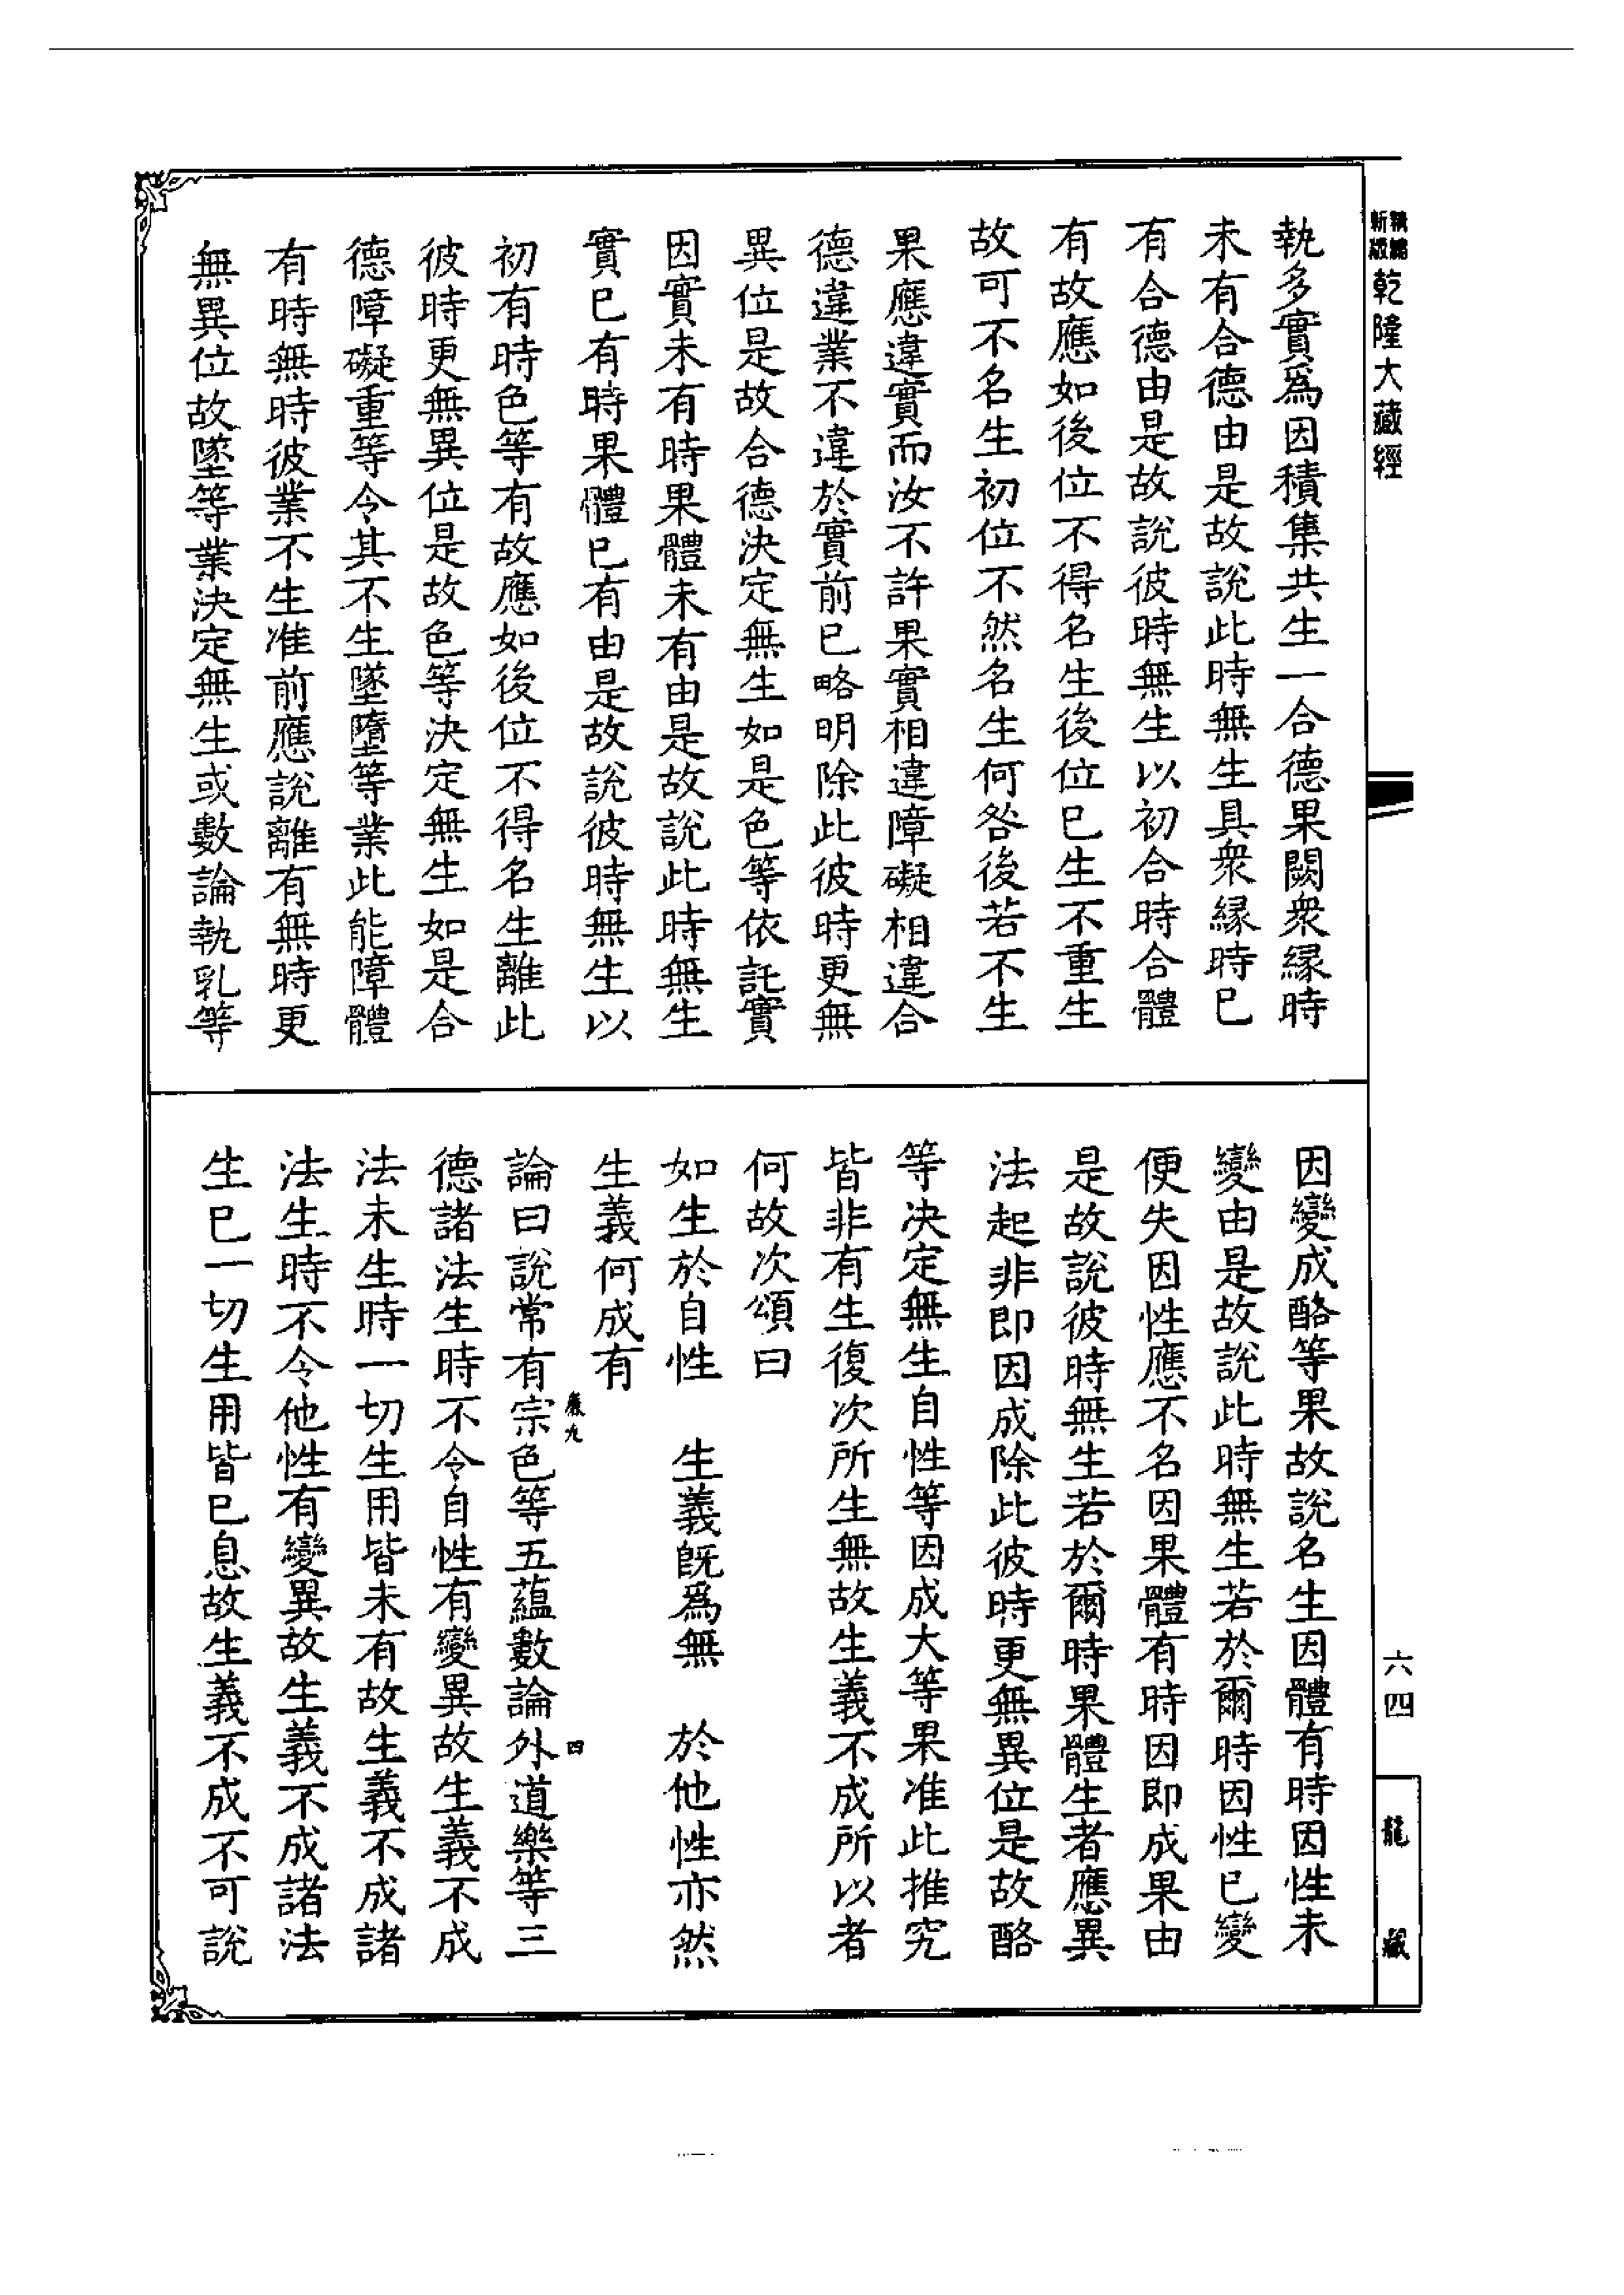 新編縮版乾隆大藏經
執多實爲因積集共生一合德果闕衆緣時
未有合德由是故說此時無生具衆緣時已
有合德由是故說彼時無生以初合時合體
有故應如後位不得名生後位已生不重生
故可不名生初位不然名生何咎後若不生
果應違實而汝不許果實相違障礙相違合
德違業不違於實前已略明除此彼時更無
異位是故合德決定無生如是色等依託實
因實未有時果體未有由是故說此時無生
實已有時果體已有由是故說彼時無生以
初有時色等有故應如後位不得名生離此
彼時更無異位是故色等決定無生如是合
德障礙重等令其不生墜墮等業此能障體
有時無時彼業不生准前應說離有無時更
無異位故墜等業決定無生或數論執乳等
因變成酪等果故說名生因體有時因性未
變由是故說此時無生若於爾時因性已變
便失因性應不名因果體有時因即成果由
是故說彼時無生若於爾時果體生者應異
法起非即因成除此彼時更無異位是故酪
等決定無生自性等因成大等果准此推究
皆非有生復次所生無故生義不成所以者
何故次頌曰
如生於自性　生義既爲無　於他性亦然
生義何成有
論曰說常有宗色等五蘊數論外道樂等三
德諸法生時不令自性有變異故生義不成
法未生時一切生用皆未有故生義不成諸
法生時不令他性有變異故生義不成諸法
生已一切生用皆已息故生義不成不可說
嚴九
四
六四
龍藏